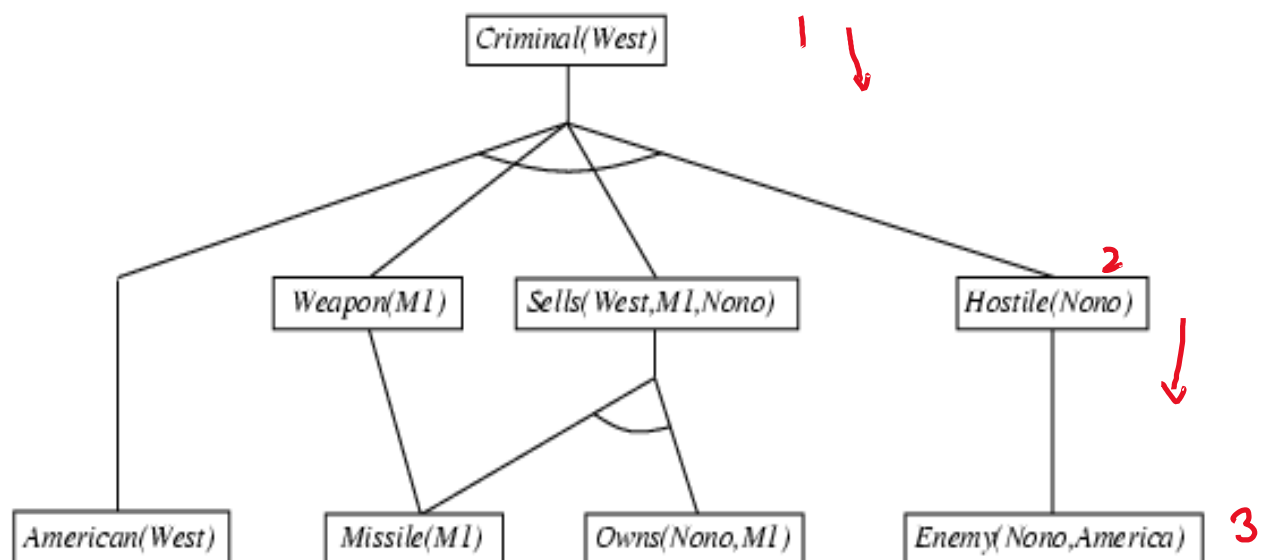 Criminal(West) 1
2
Weapon(M1) Sells(West,M1,Nono) Hostile(Nono)
American(West) Missile(M1) Owns(Nono,M1) Enemy(Nono,America) 3